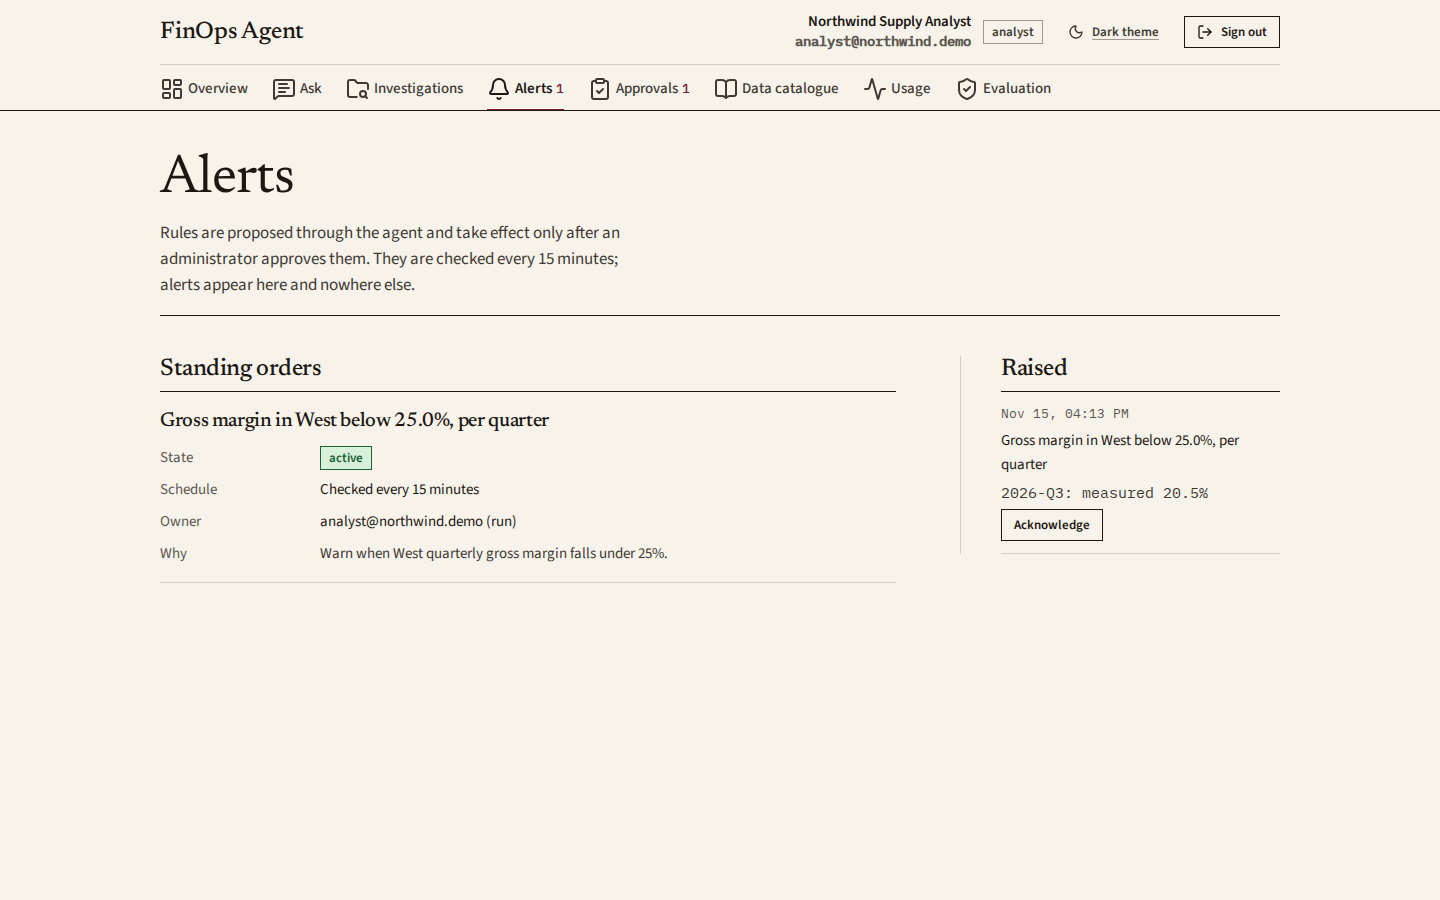 FinOps Agent
Northwind Supply Analyst
analyst@northwind.demo
analyst
Dark theme
Sign out
Overview
Ask
Investigations
Alerts 1
Approvals 1
Data catalogue
Usage
Evaluation
Alerts
Rules are proposed through the agent and take effect only after an
administrator approves them. They are checked every 15 minutes;
alerts appear here and nowhere else.
Standing orders
Gross margin in West below 25.0%, per quarter
State
active
Schedule
Checked every 15 minutes
Owner
analyst@northwind.demo (run)
Why
Warn when West quarterly gross margin falls under 25%.
Raised
Nov 15, 04:13 PM
Gross margin in West below 25.0%, per
quarter
2026-Q3: measured 20.5%
Acknowledge